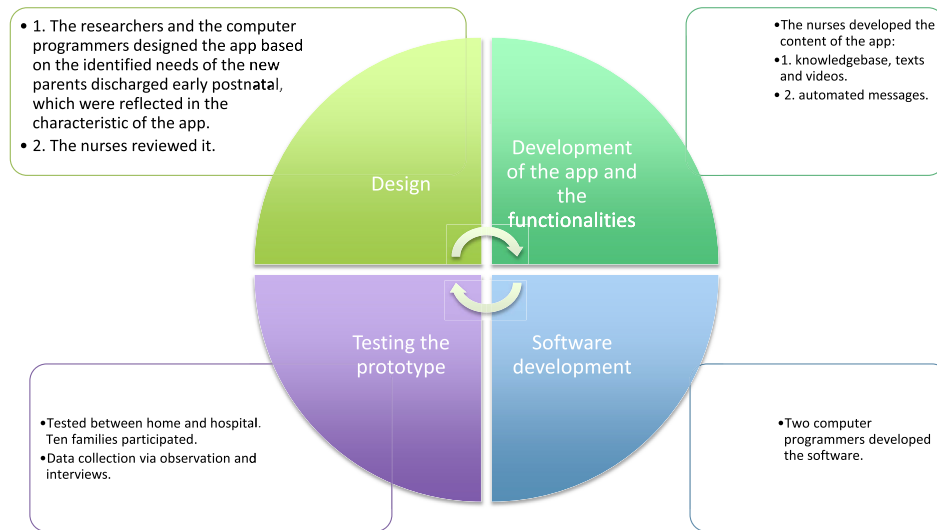 • 1. The researchers and the computer
programmers designed the app based
on the identified needs of the new
parents discharged early postnatal,
which were reflected in the
characteristic of the app.
• 2. The nurses reviewed it.
•The nurses developed the
content of the app:
•1. knowledgebase, texts
and videos.
• 2. automated messages.
Design
Development
of the app and
the
functionalities
Testing the
prototype
Software
development
•Tested between home and hospital.
Ten families participated.
•Data collection via observation and
interviews.
•Two computer
programmers developed
the software.